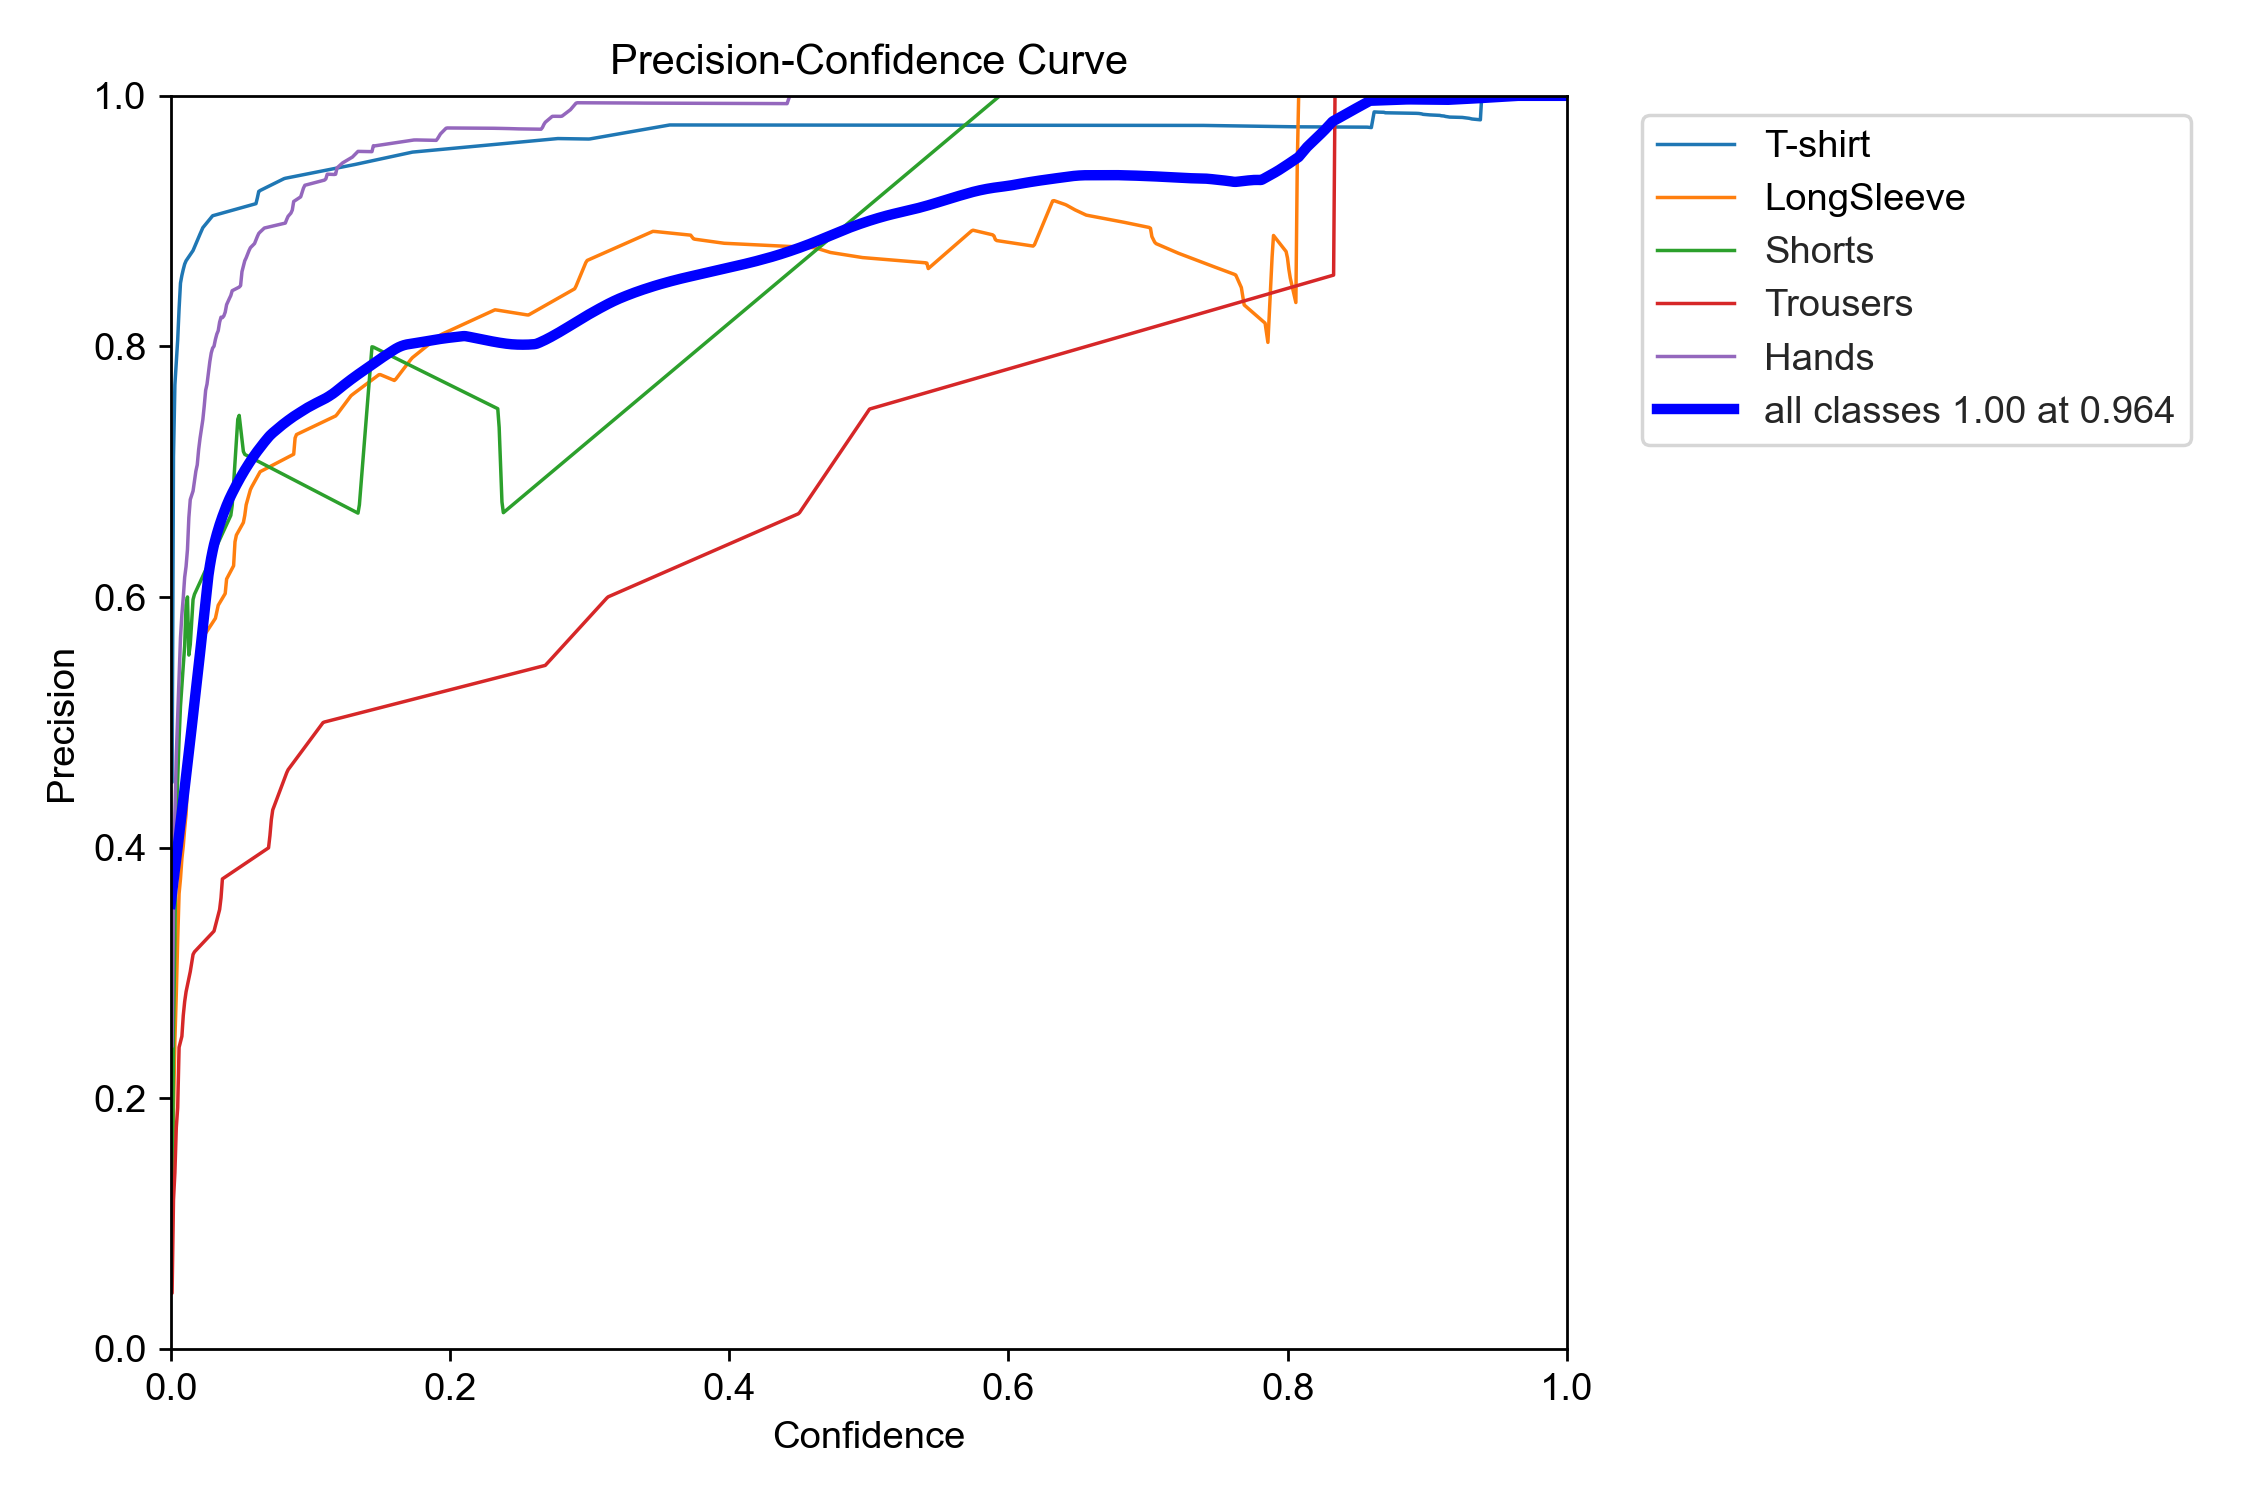 Precision-Confidence Curve
1.0
0.8
0.6
0.4
0.2
0.0
Precision
0.0 0.2 0.4 0.6 0.8 1.0
Confidence
T-shirt
LongSleeve
Shorts
Trousers
Hands
all classes 1.00 at 0.964